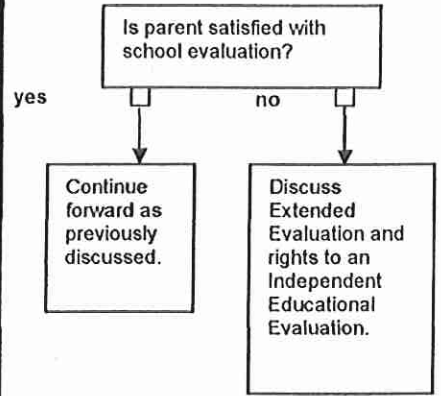 Is parent satisfied with
school evaluation?
yes
no
Continue
forward as
previously
discussed.
Discuss
Extended
Evaluation and
rights to an
Independent
Educational
Evaluation.